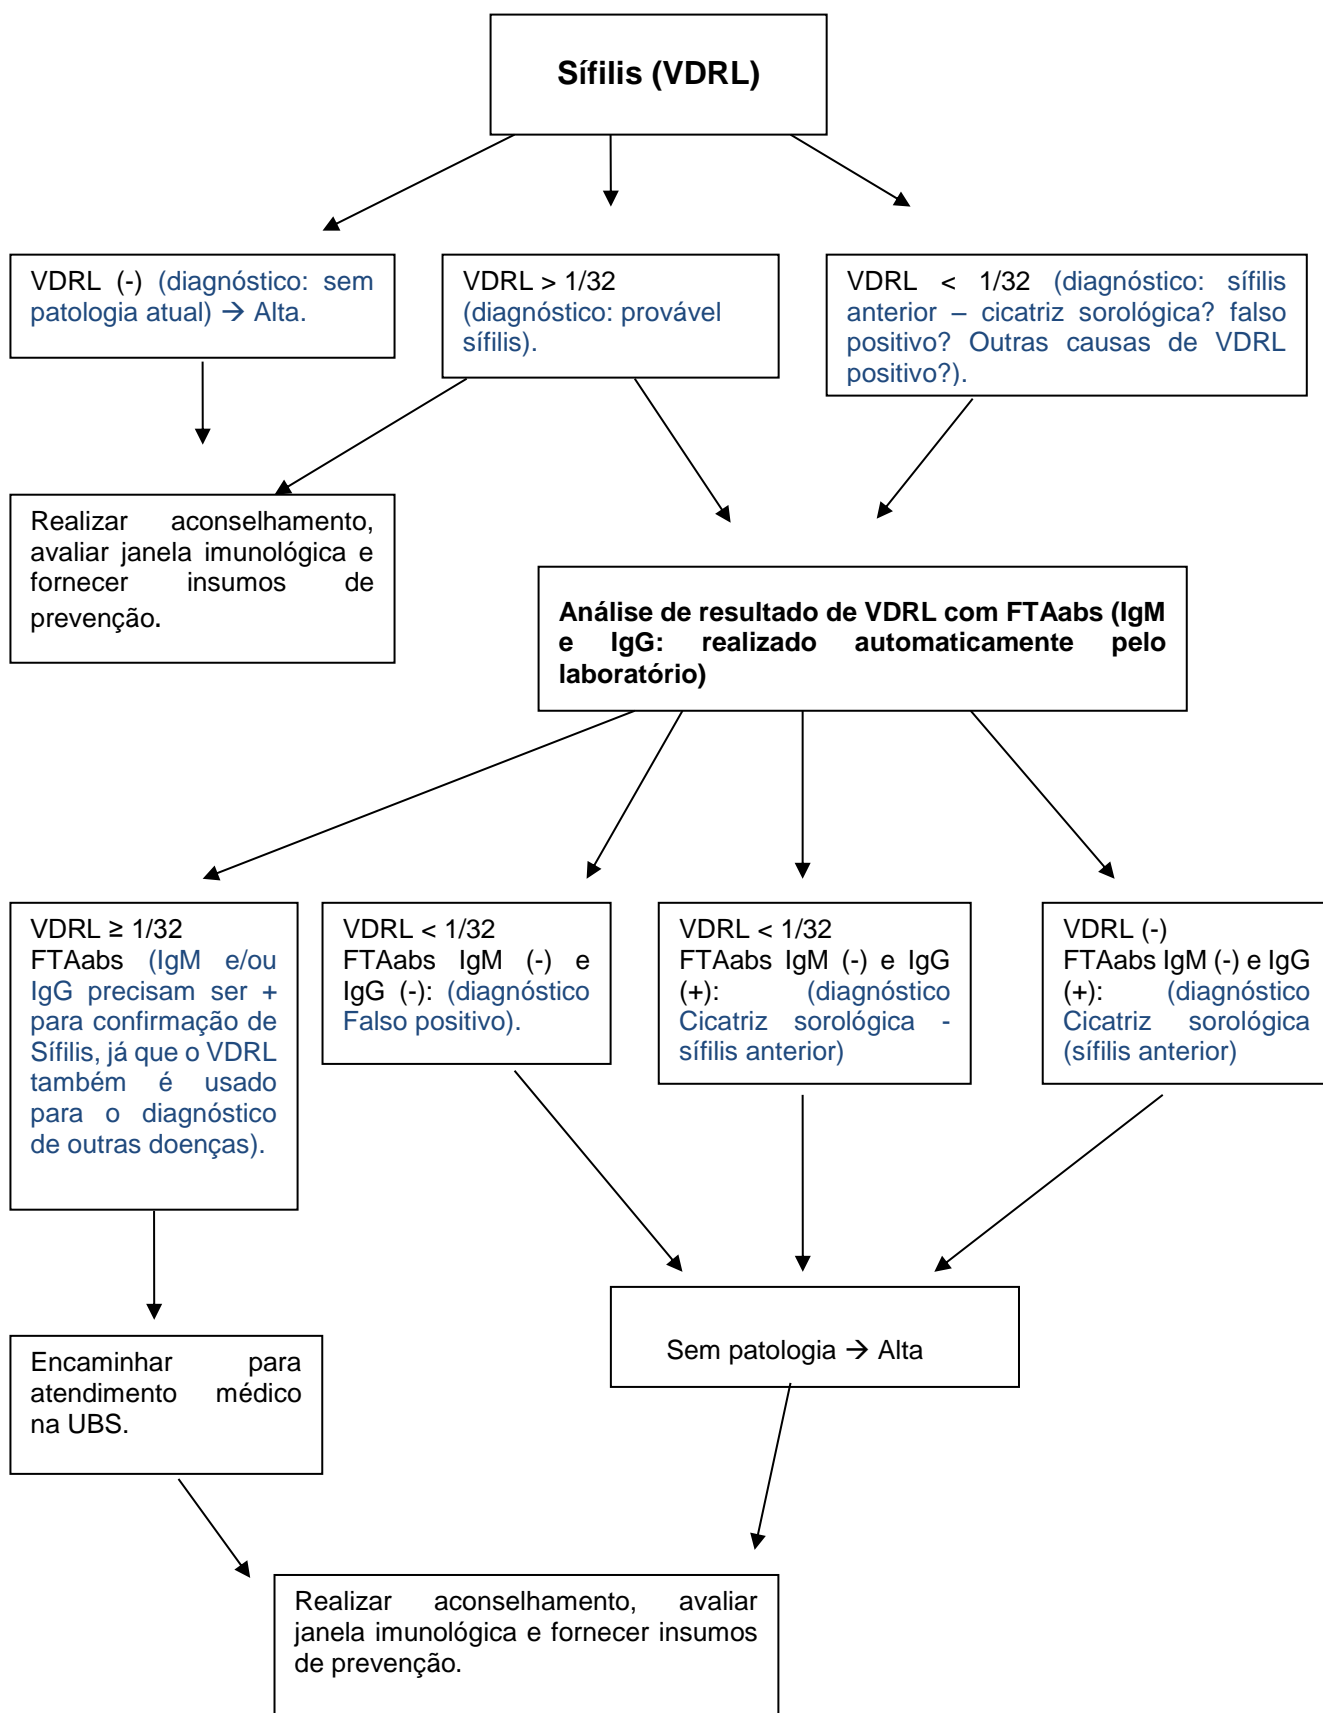 Sífilis (VDRL)
VDRL (-) (diagnóstico: sem
patologia atual) → Alta.
VDRL > 1/32
(diagnóstico: provável
sífilis).
VDRL < 1/32 (diagnóstico: sífilis
anterior – cicatriz sorológica? falso
positivo? Outras causas de VDRL
positivo?).
Realizar aconselhamento,
avaliar janela imunológica e
fornecer insumos de
prevenção.
Análise de resultado de VDRL com FTAabs (IgM
e IgG: realizado automaticamente pelo
laboratório)
VDRL ≥ 1/32
FTAabs (IgM e/ou
IgG precisam ser +
para confirmação de
Sífilis, já que o VDRL
também é usado
para o diagnóstico
de outras doenças).
VDRL < 1/32
FTAabs IgM (-) e
IgG (-): (diagnóstico
Falso positivo).
VDRL < 1/32
FTAabs IgM (-) e IgG
(+): (diagnóstico
Cicatriz sorológica -
sífilis anterior)
VDRL (-)
FTAabs IgM (-) e IgG
(+): (diagnóstico
Cicatriz sorológica
(sífilis anterior)
Sem patologia → Alta
Encaminhar para
atendimento médico
na UBS.
Realizar aconselhamento, avaliar
janela imunológica e fornecer insumos
de prevenção.